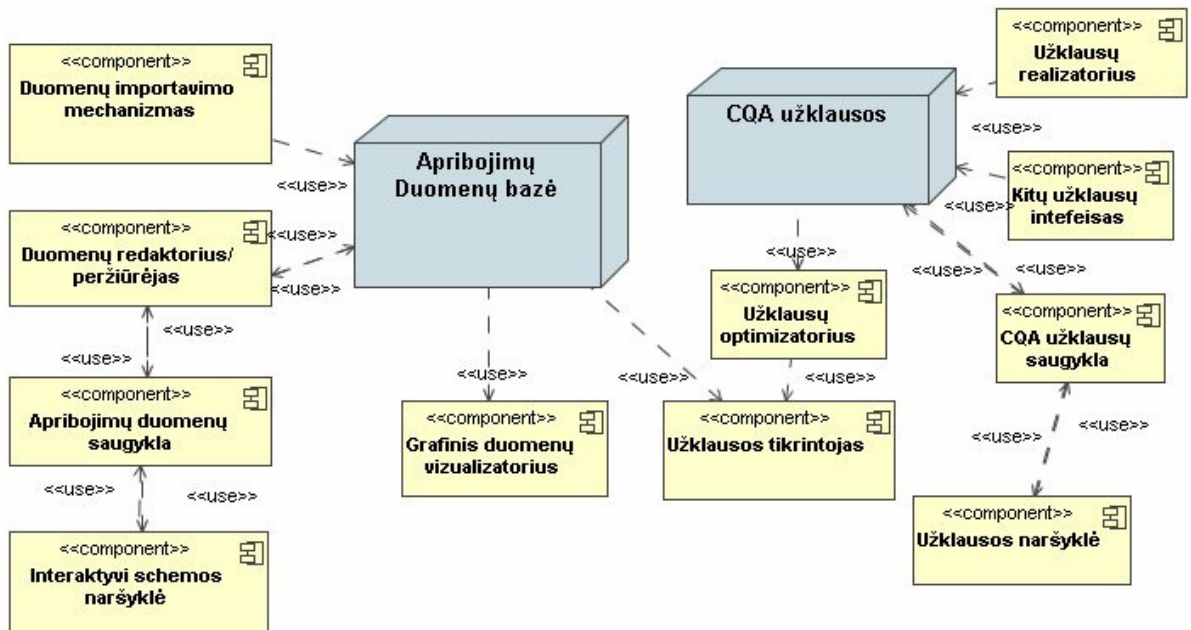 <<component>>
Duomenų importavimo
mechanizmas
<<use>>
<<component>>
Duomenų redaktorius/
peržiūrėjas
<<use>>
<<use>>
<<use>>
<<use>>
<<component>>
Apribojimų duomenų
saugykla
<<use>>
<<use>>
<<component>>
Interaktyvi schemos
naršyklė
Apribojimų
Duomenų bazė
<<use>>
<<component>>
Grafinis duomenų
vizualizatorius
<<use>>
CQA užklausos
<<use>>
<<component>>
Užklausų
optimizatorius
<<use>>
<<component>>
Užklausos tikrintojas
<<component>>
Užklausų
realizatorius
<<use>>
<<component>>
Kitų užklausų
intefeisas
<<use>>
<<use>>
<<use>>
<<component>>
CQA užklausų
saugykla
<<use>>
<<use>>
<<component>>
Užklausos naršyklė